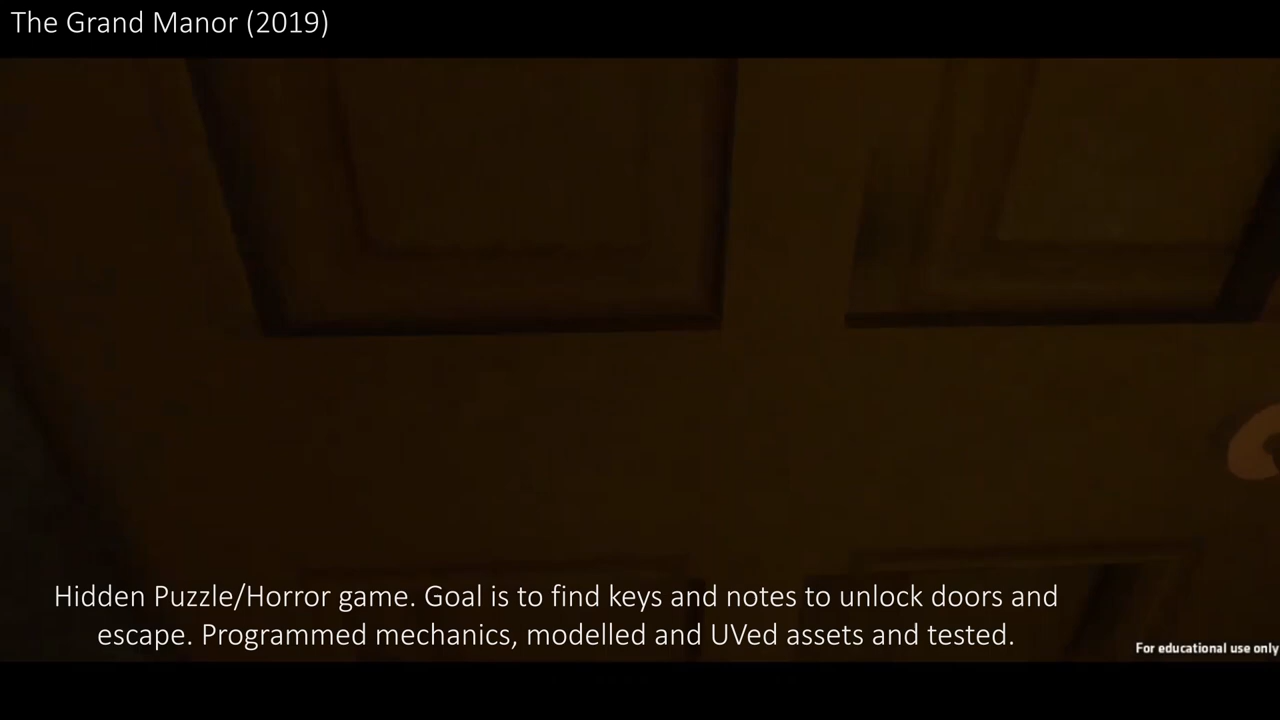 The Grand Manor (2019)
Hidden Puzzle/Horror game. Goal is to find keys and notes to unlock doors and
escape. Programmed mechanics, modelled and UVed assets and tested.
For educational use only